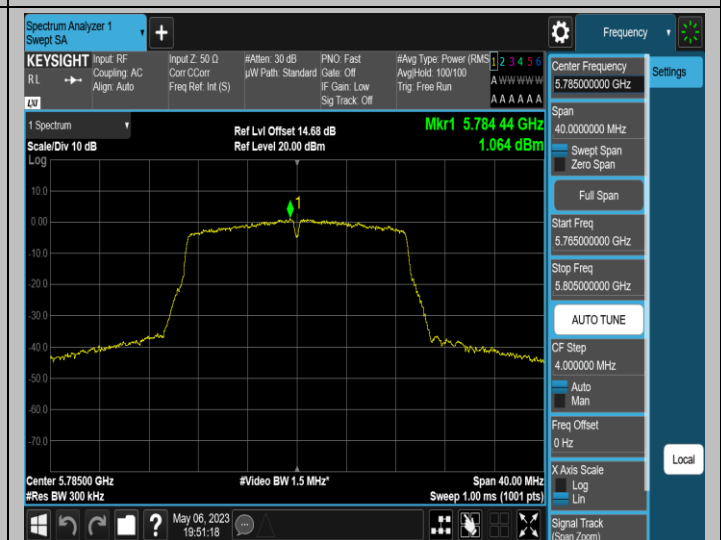 Spectrum Analyzer 1
Swept SA
+
Frequency
KEYSIGHT
R L
LXI
Input: RF
Coupling: AC
Align: Auto
Input Z: 50 Ω
Corr CCorr
Freq Ref: Int (S)
#Atten: 30 dB
µW Path: Standard
PNO: Fast
Gate: Off
IF Gain: Low
Sig Track: Off
#Avg Type: Power (RMS
Avg|Hold: 100/100
Trig: Free Run
1 2 3 4 5 6
A W W W W W
A A A A A A
1 Spectrum
Scale/Div 10 dB
Log
Ref Lvl Offset 14.68 dB
Ref Level 20.00 dBm
Mkr1 5.784 44 GHz
1.064 dBm
1
10.0
0.00
-10.0
-20.0
-30.0
-40.0
-50.0
-60.0
-70.0
Center 5.78500 GHz
#Res BW 300 kHz
#Video BW 1.5 MHz*
Span 40.00 MHz
Sweep 1.00 ms (1001 pts)
?
May 06, 2023
19:51:18
Center Frequency
5.785000000 GHz
Span
40.0000000 MHz
Swept Span
Zero Span
Full Span
Start Freq
5.765000000 GHz
Stop Freq
5.805000000 GHz
AUTO TUNE
CF Step
4.000000 MHz
Auto
Man
Freq Offset
0 Hz
X Axis Scale
Log
Lin
Signal Track
(Span Zoom)
Settings
Local